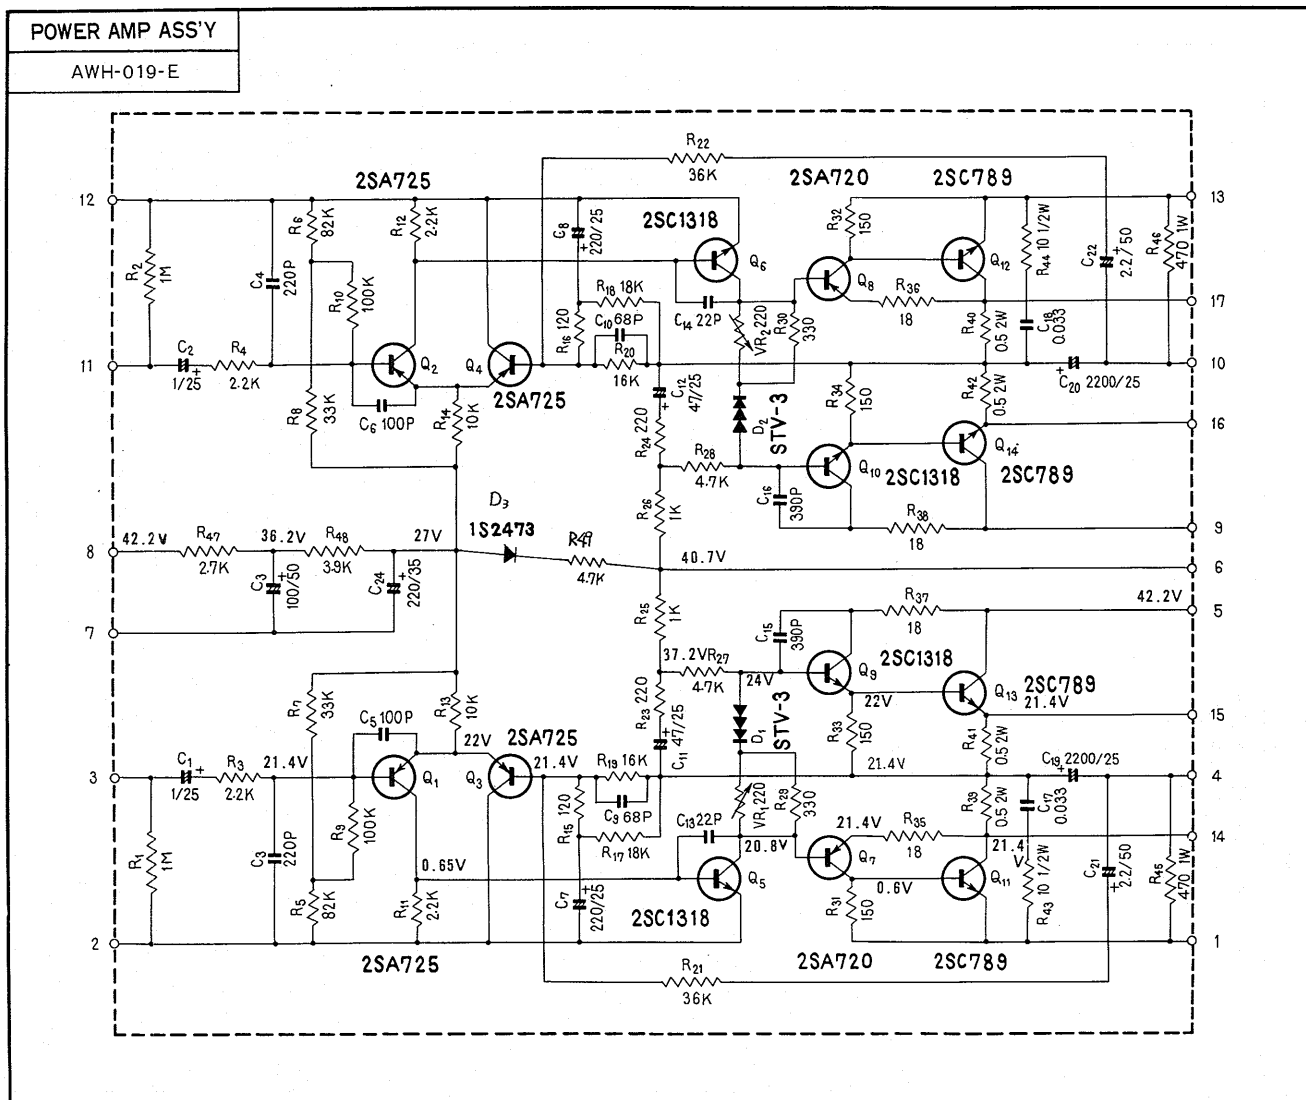 POWER AMP ASS'Y
AWH-019-E
R22
36K
2SA725
2SA720
2SC789
12
13
R6
82K
R12
2.2K
C8
220/25
+
2SC1318
R32
150
R44 10 1/2W
C22
2.2/50
+
R46
470 1W
R2
1M
C4
220P
R10
100K
R18 18K
C10 68P
R16 120
Q6
C14 22P
VR2 220
R30
330
Q8
R36
18
Q12
R40
0.5 2W
C18
0.033
17
11
C2
1/25
+
R4
2.2K
Q2
Q4
R20
16K
2SA725
C12
47/25
+
C20 2200/25
+
10
C6 100P
R8
33K
R14
10K
R24 220
D2
STV-3
R34
150
R42
0.5 2W
16
R28
4.7K
C16
390P
Q10
2SC1318
Q14
2SC789
R26
1K
R38
18
9
D3
1S2473
R49
4.7K
8
42.2V
R47
2.7K
36.2V
R48
3.9K
27V
40.7V
6
C3
100/50
+
C24
220/35
+
7
R25
1K
C15
390P
R37
18
42.2V
5
37.2V
R27
4.7K
24V
2SC1318
Q9
22V
Q13
2SC789
21.4V
15
R7
33K
R13
10K
R23 220
D1
STV-3
R33
150
R41
0.5 2W
C5 100P
22V
2SA725
C11
47/25
+
3
C1
1/25
+
R3
2.2K
21.4V
Q1
Q3
21.4V
R19 16K
C9 68P
21.4V
C19 2200/25
+
4
R1
1M
C3
220P
R9
100K
R15
120
R17 18K
C13 22P
VR1 220
R29
330
20.8V
21.4V
R35
18
R39
0.5 2W
C17
0.033
14
0.65V
Q5
Q7
0.6V
21.4
V
Q11
R43 10 1/2W
C21
2.2/50
+
R45
470 1W
R5
82K
R11
2.2K
C7
220/25
+
2SC1318
R31
150
2
1
2SA725
2SA720
2SC789
R21
36K